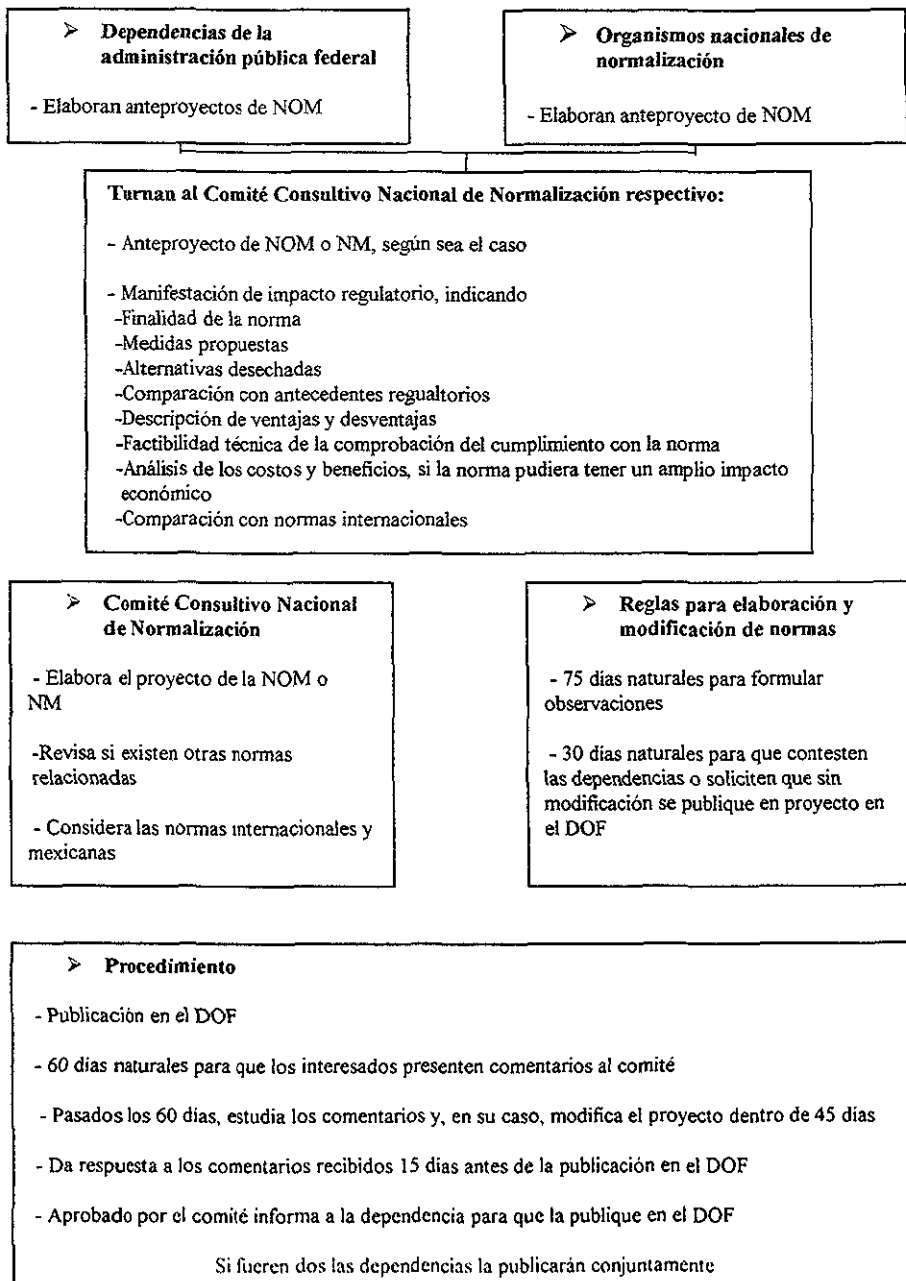 ➢ Dependencias de la
administración pública federal
- Elaboran anteproyectos de NOM
➢ Organismos nacionales de
normalización
- Elaboran anteproyecto de NOM
Turnan al Comité Consultivo Nacional de Normalización respectivo:
- Anteproyecto de NOM o NM, según sea el caso
- Manifestación de impacto regulatorio, indicando
-Finalidad de la norma
-Medidas propuestas
-Alternativas desechadas
-Comparación con antecedentes regualtorios
-Descripción de ventajas y desventajas
-Factibilidad técnica de la comprobación del cumplimiento con la norma
-Análisis de los costos y beneficios, si la norma pudiera tener un amplio impacto
económico
-Comparación con normas internacionales
➢ Comité Consultivo Nacional
de Normalización
- Elabora el proyecto de la NOM o
NM
-Revisa si existen otras normas
relacionadas
- Considera las normas internacionales y
mexicanas
➢ Reglas para elaboración y
modificación de normas
- 75 días naturales para formular
observaciones
- 30 días naturales para que contesten
las dependencias o soliciten que sin
modificación se publique en proyecto en
el DOF
➢ Procedimiento
- Publicación en el DOF
- 60 días naturales para que los interesados presenten comentarios al comité
- Pasados los 60 días, estudia los comentarios y, en su caso, modifica el proyecto dentro de 45 días
- Da respuesta a los comentarios recibidos 15 días antes de la publicación en el DOF
- Aprobado por el comité informa a la dependencia para que la publique en el DOF
Si fueren dos las dependencias la publicarán conjuntamente